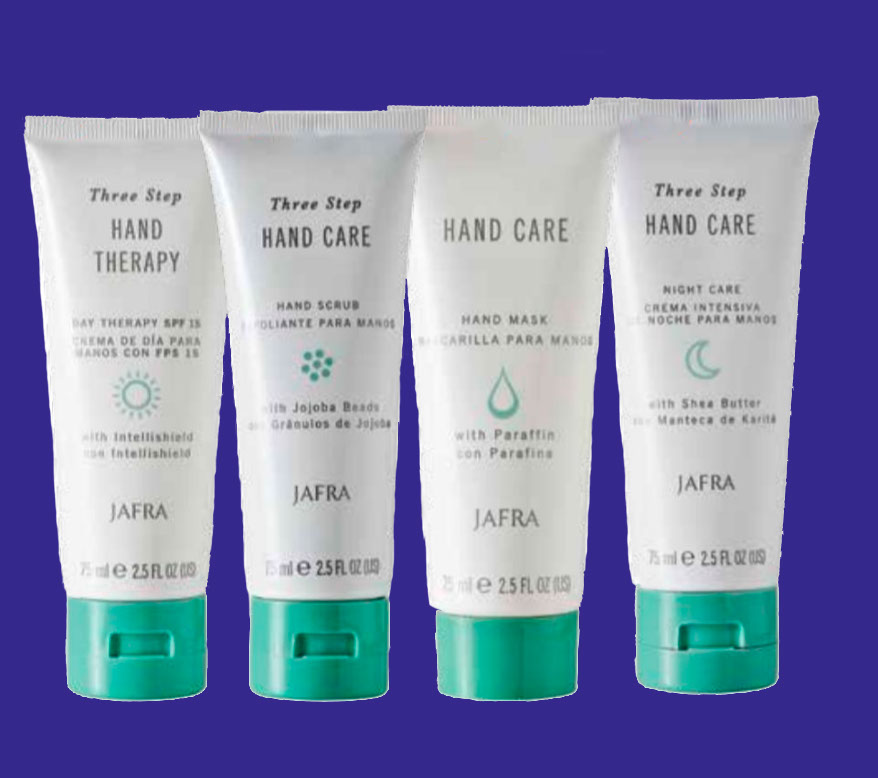 Three Step
HAND
THERAPY
DAY THERAPY SPF 15
CREMA DE DÍA PARA
MANOS CON FPS 15
with Intellishield
con Intellishield
JAFRA
75 ml e 2.5 FL OZ (US)
Three Step
HAND CARE
HAND SCRUB
EXFOLIANTE PARA MANOS
with Jojoba Beads
con Gránulos de Jojoba
JAFRA
75 ml e 2.5 FL OZ (US)
HAND CARE
HAND MASK
MASCARILLA PARA MANOS
with Paraffin
con Parafina
JAFRA
75 ml e 2.5 FL OZ (US)
Three Step
HAND CARE
NIGHT CARE
CREMA INTENSIVA
DE NOCHE PARA MANOS
with Shea Butter
con Manteca de Karité
JAFRA
75 ml e 2.5 FL OZ (US)